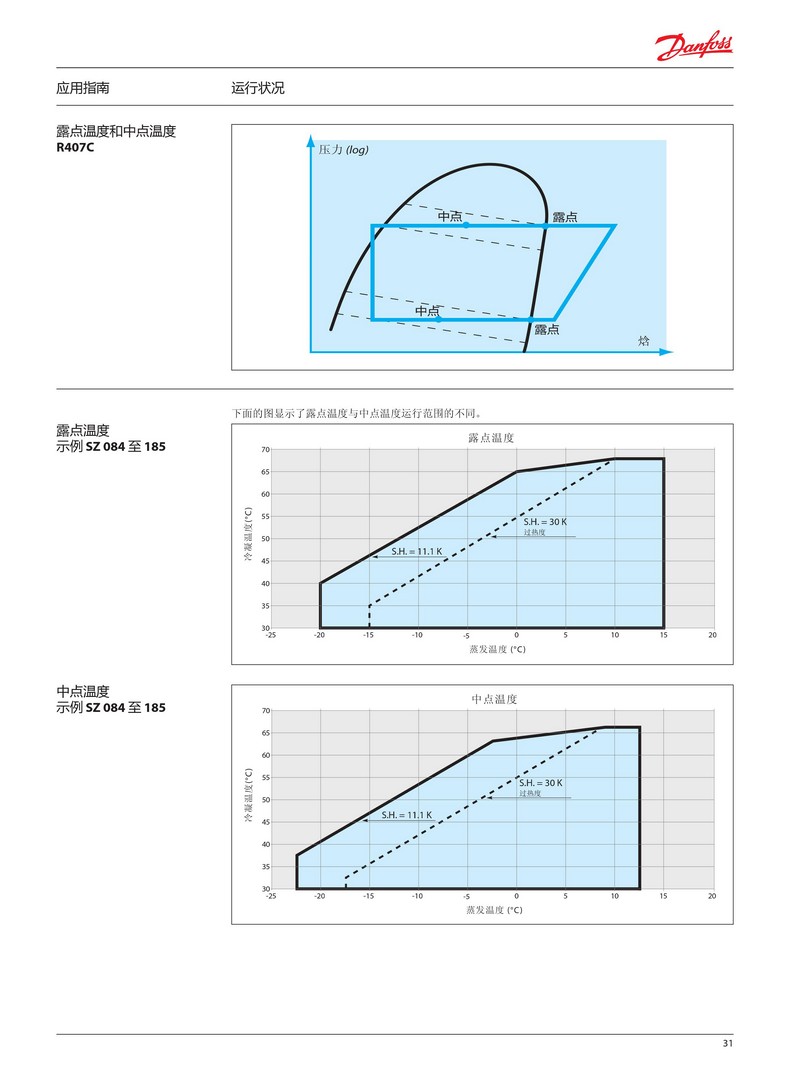 Danfoss
应用指南
运行状况
露点温度和中点温度
R407C
压力 (log)
中点
露点
中点
露点
焓
下面的图显示了露点温度与中点温度运行范围的不同。
露点温度
示例 SZ 084 至 185
露点温度
70
65
60
55
50
45
40
35
30
冷凝温度(°C)
S.H. = 30 K
过热度
S.H. = 11.1 K
-25 -20 -15 -10 -5 0 5 10 15 20
蒸发温度 (°C)
中点温度
示例 SZ 084 至 185
中点温度
70
65
60
55
50
45
40
35
30
冷凝温度(°C)
S.H. = 30 K
过热度
S.H. = 11.1 K
-25 -20 -15 -10 -5 0 5 10 15 20
蒸发温度 (°C)
31